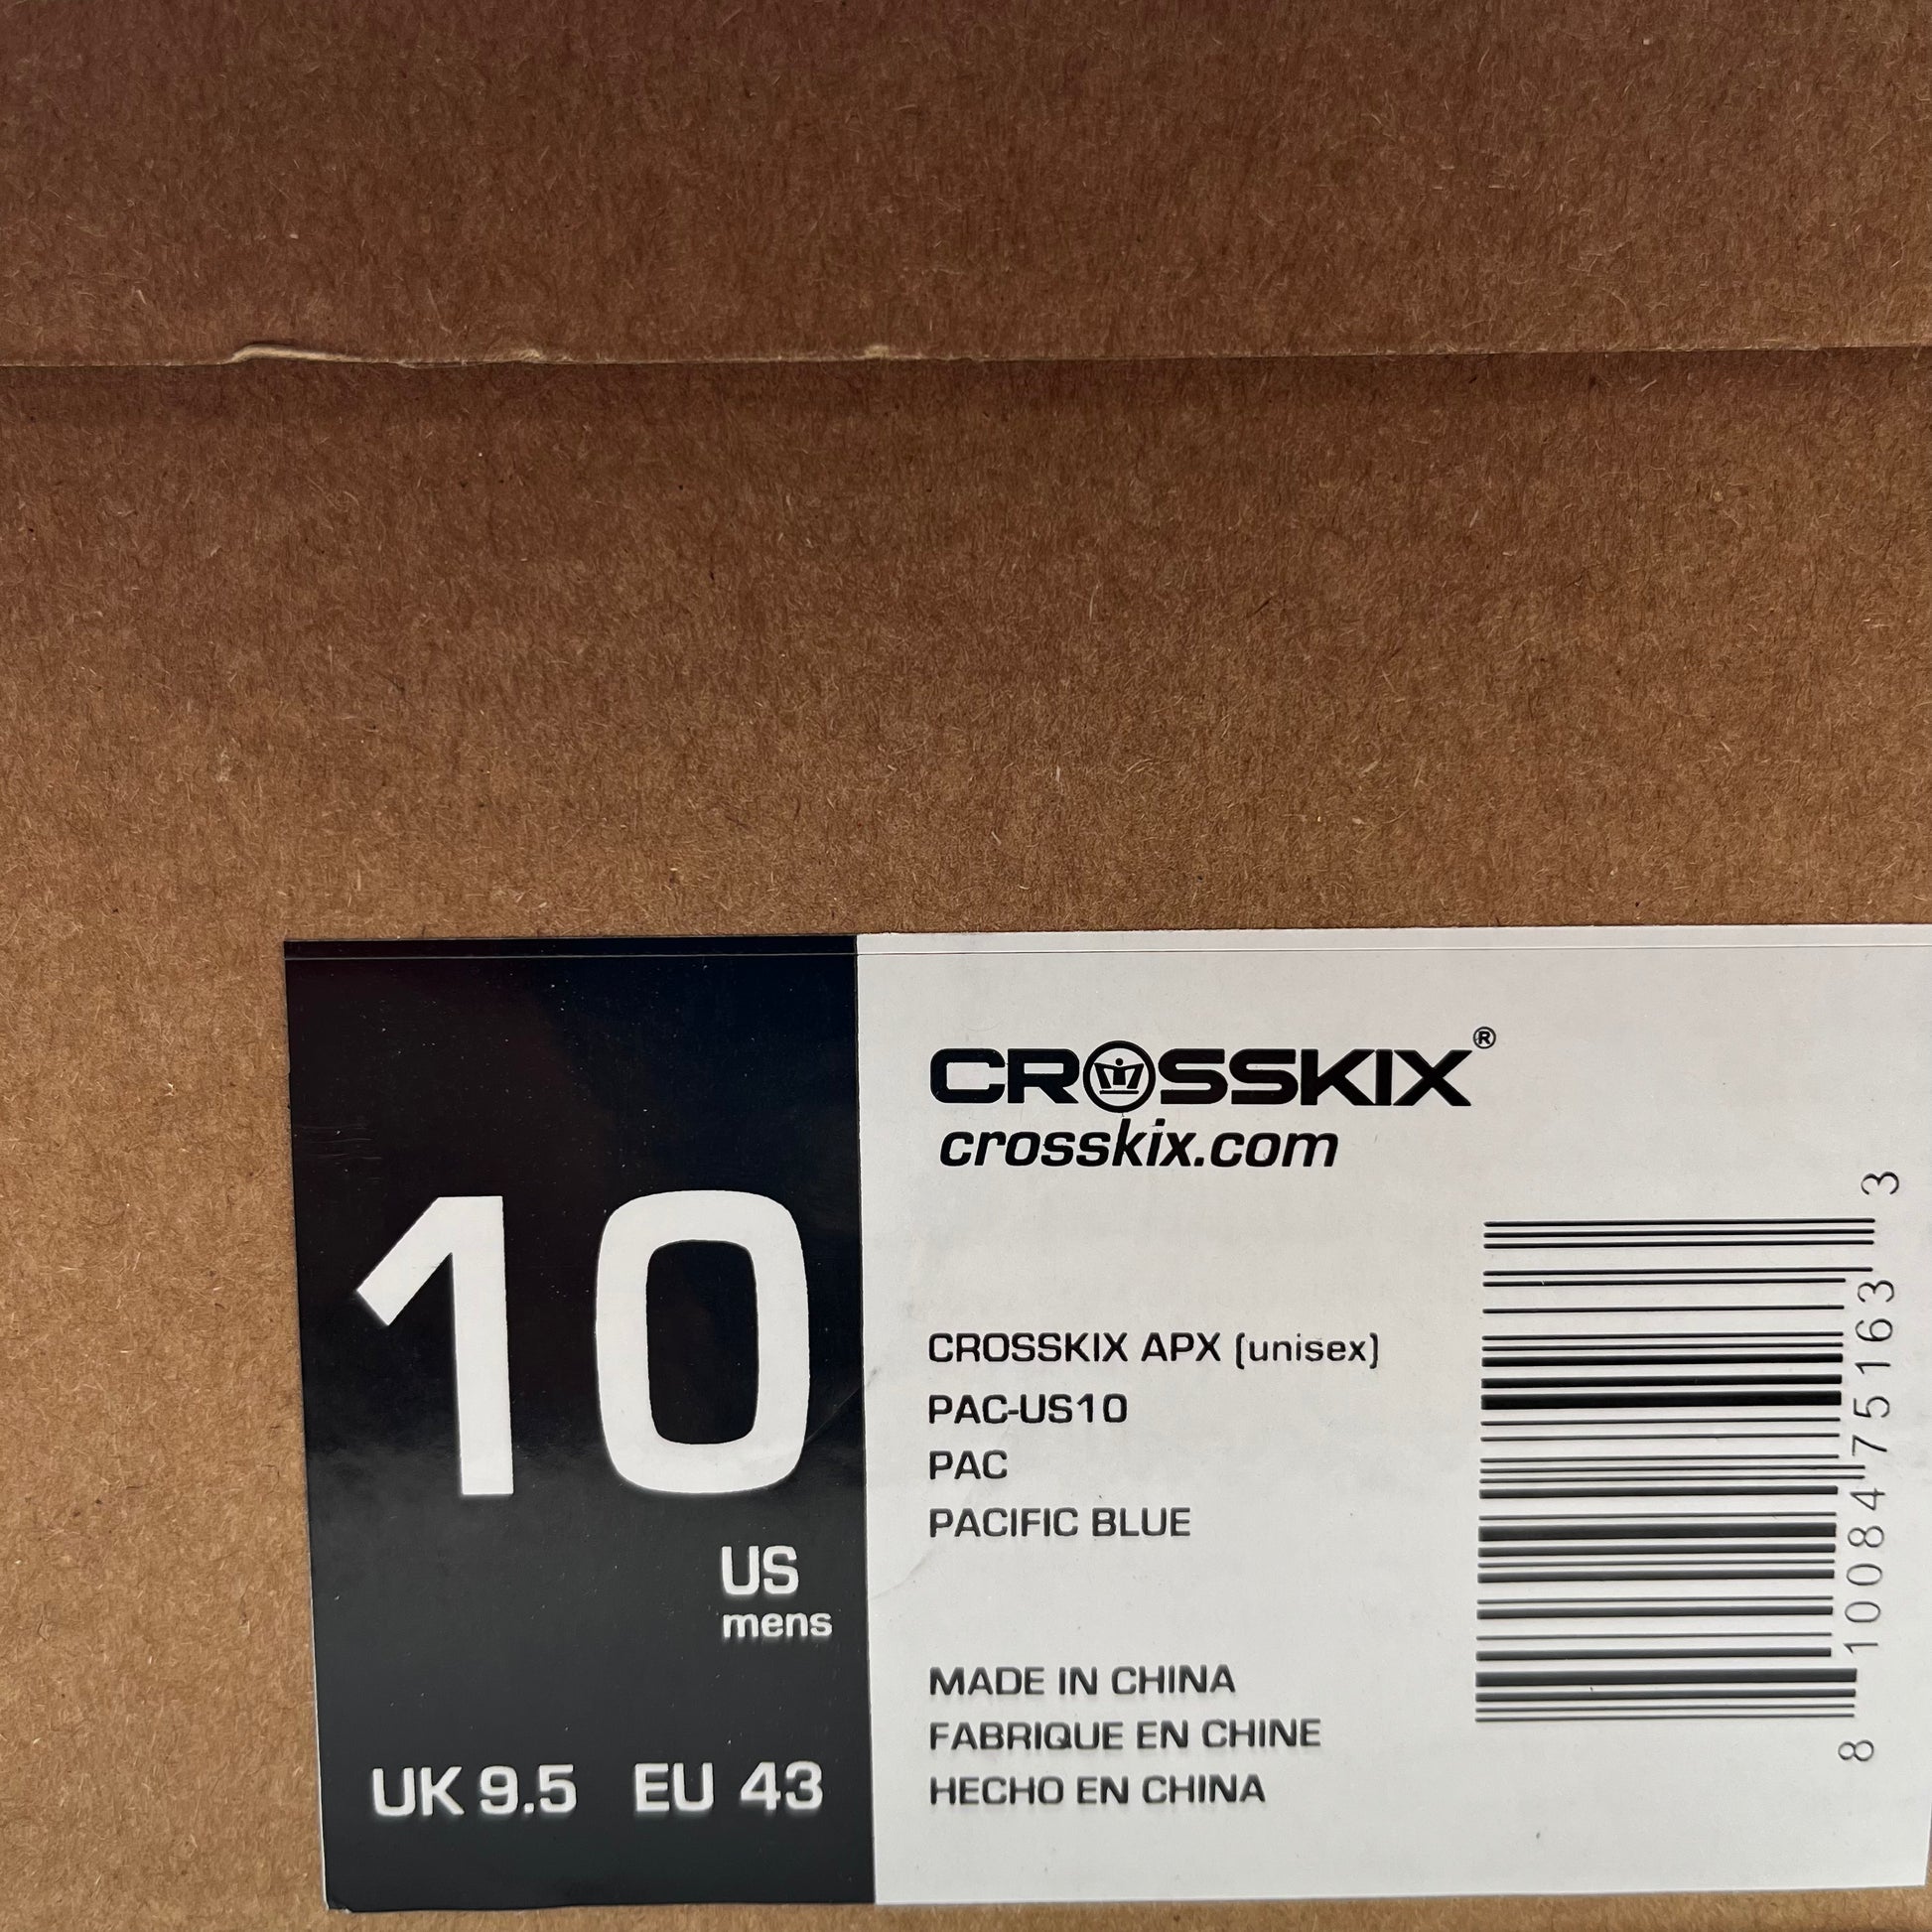 10
US
mens
UK 9.5 EU 43
CROSSKIX®
crosskix.com
CROSSKIX APX (unisex)
PAC-US10
PAC
PACIFIC BLUE
MADE IN CHINA
FABRIQUE EN CHINE
HECHO EN CHINA
8 10084 75163 3